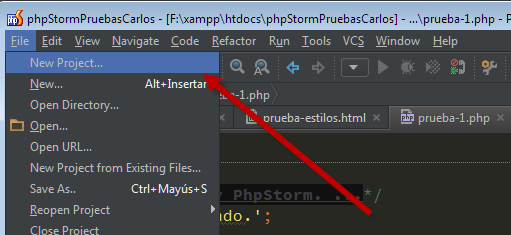 phpStormPruebasCarlos - [F:\xampp\htdocs\phpStormPruebasCarlos] - ...\prueba-1.php - P
File Edit View Navigate Code Refactor Run Tools VCS Window Help
New Project...
New... Alt+Insertar
ba-1.php
Open Directory...
prueba-estilos.html prueba-1.php
Open...
Open URL...
New Project from Existing Files...
Save As.. Ctrl+Mayús+S
PhpStorm. ...*/
Reopen Project
ndo.';
Close Project